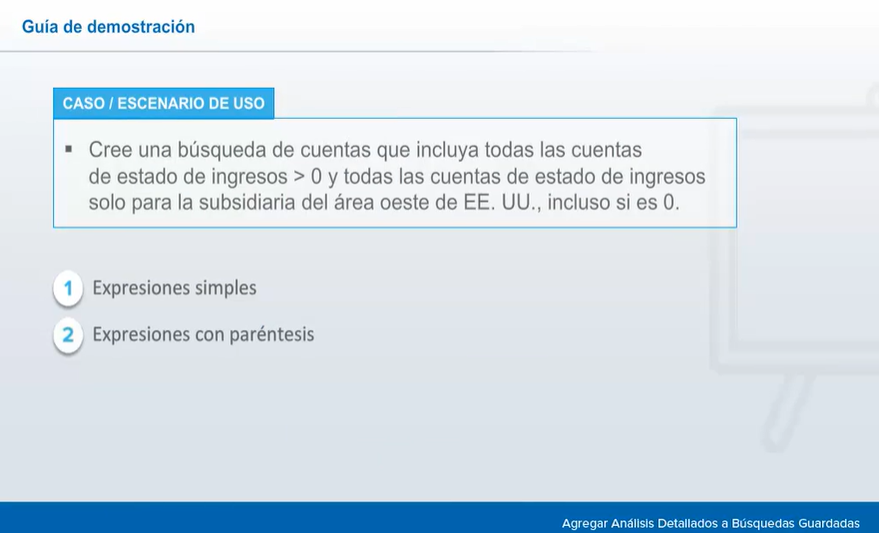 Guía de demostración
CASO / ESCENARIO DE USO
▪ Cree una búsqueda de cuentas que incluya todas las cuentas
de estado de ingresos > 0 y todas las cuentas de estado de ingresos
solo para la subsidiaria del área oeste de EE. UU., incluso si es 0.
1 Expresiones simples
2 Expresiones con paréntesis
Agregar Análisis Detallados a Búsquedas Guardadas